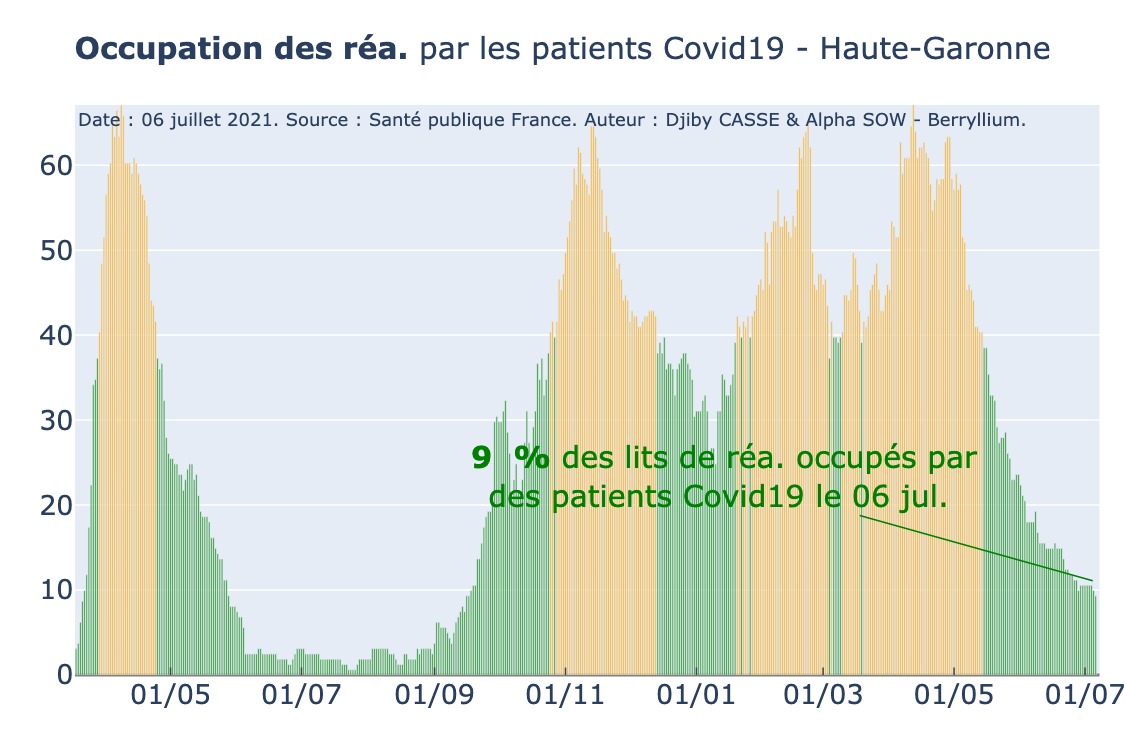 Occupation des réa. par les patients Covid19 - Haute-Garonne
Date : 06 juillet 2021. Source : Santé publique France. Auteur : Djiby CASSE & Alpha SOW - Berryllium.
60
50
40
30
9 % des lits de réa. occupés par
des patients Covid19 le 06 jul.
20
10
0
01/05 01/07 01/09 01/11 01/01 01/03 01/05 01/07